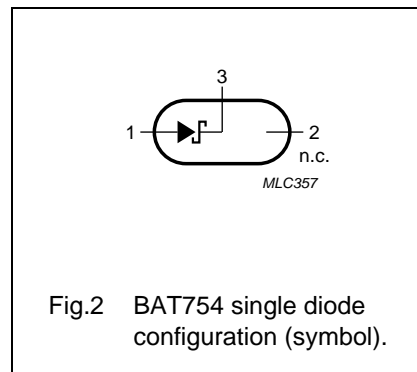 3
1
2
n.c.
MLC357
Fig.2 BAT754 single diode
configuration (symbol).